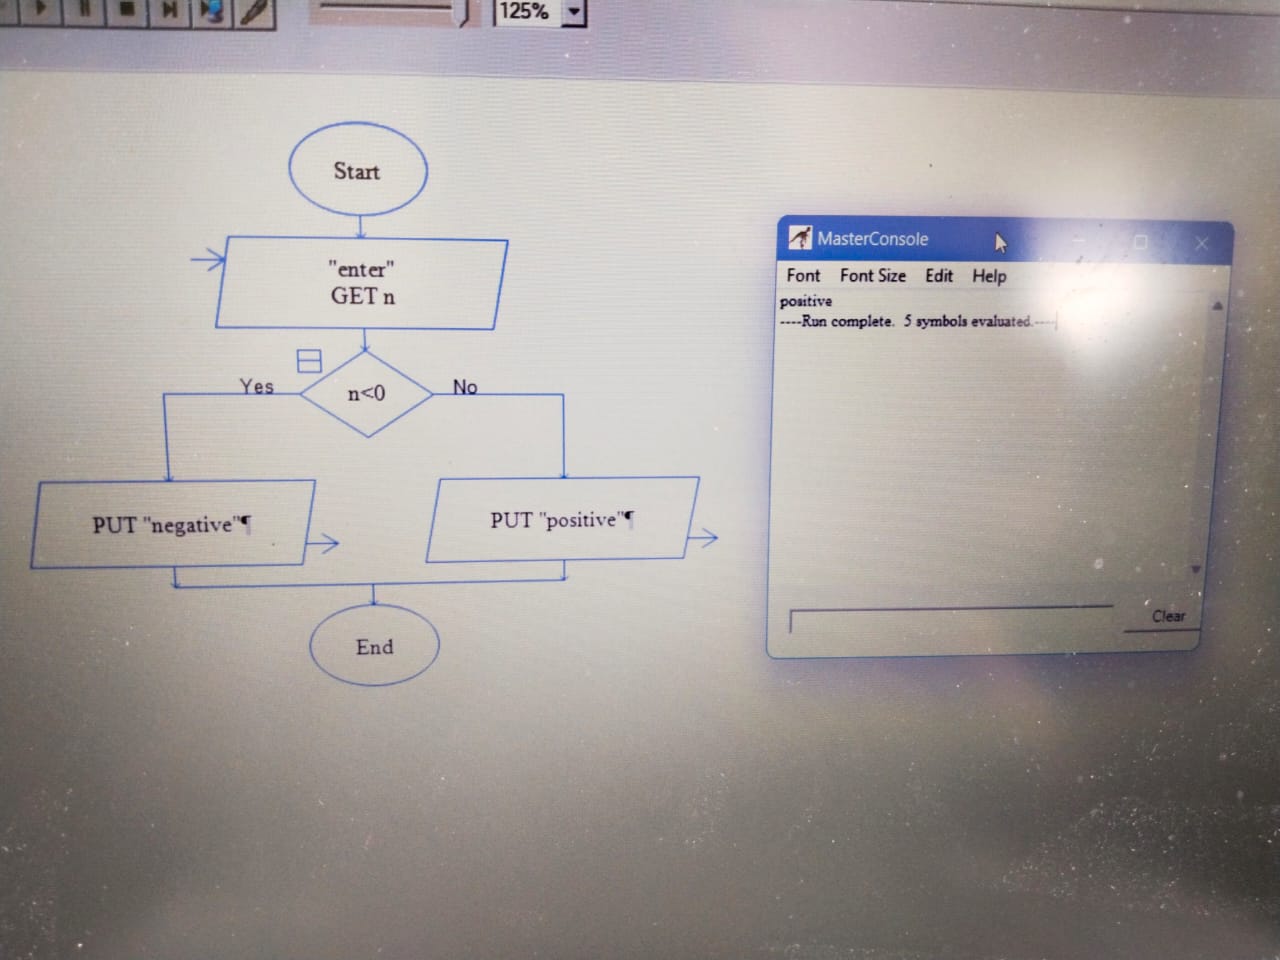 125%
Start
"enter"
GET n
Yes
n<0
No
PUT "negative"¶
PUT "positive"¶
End
MasterConsole
Font Font Size Edit Help
positive
----Run complete. 5 symbols evaluated.----
Clear